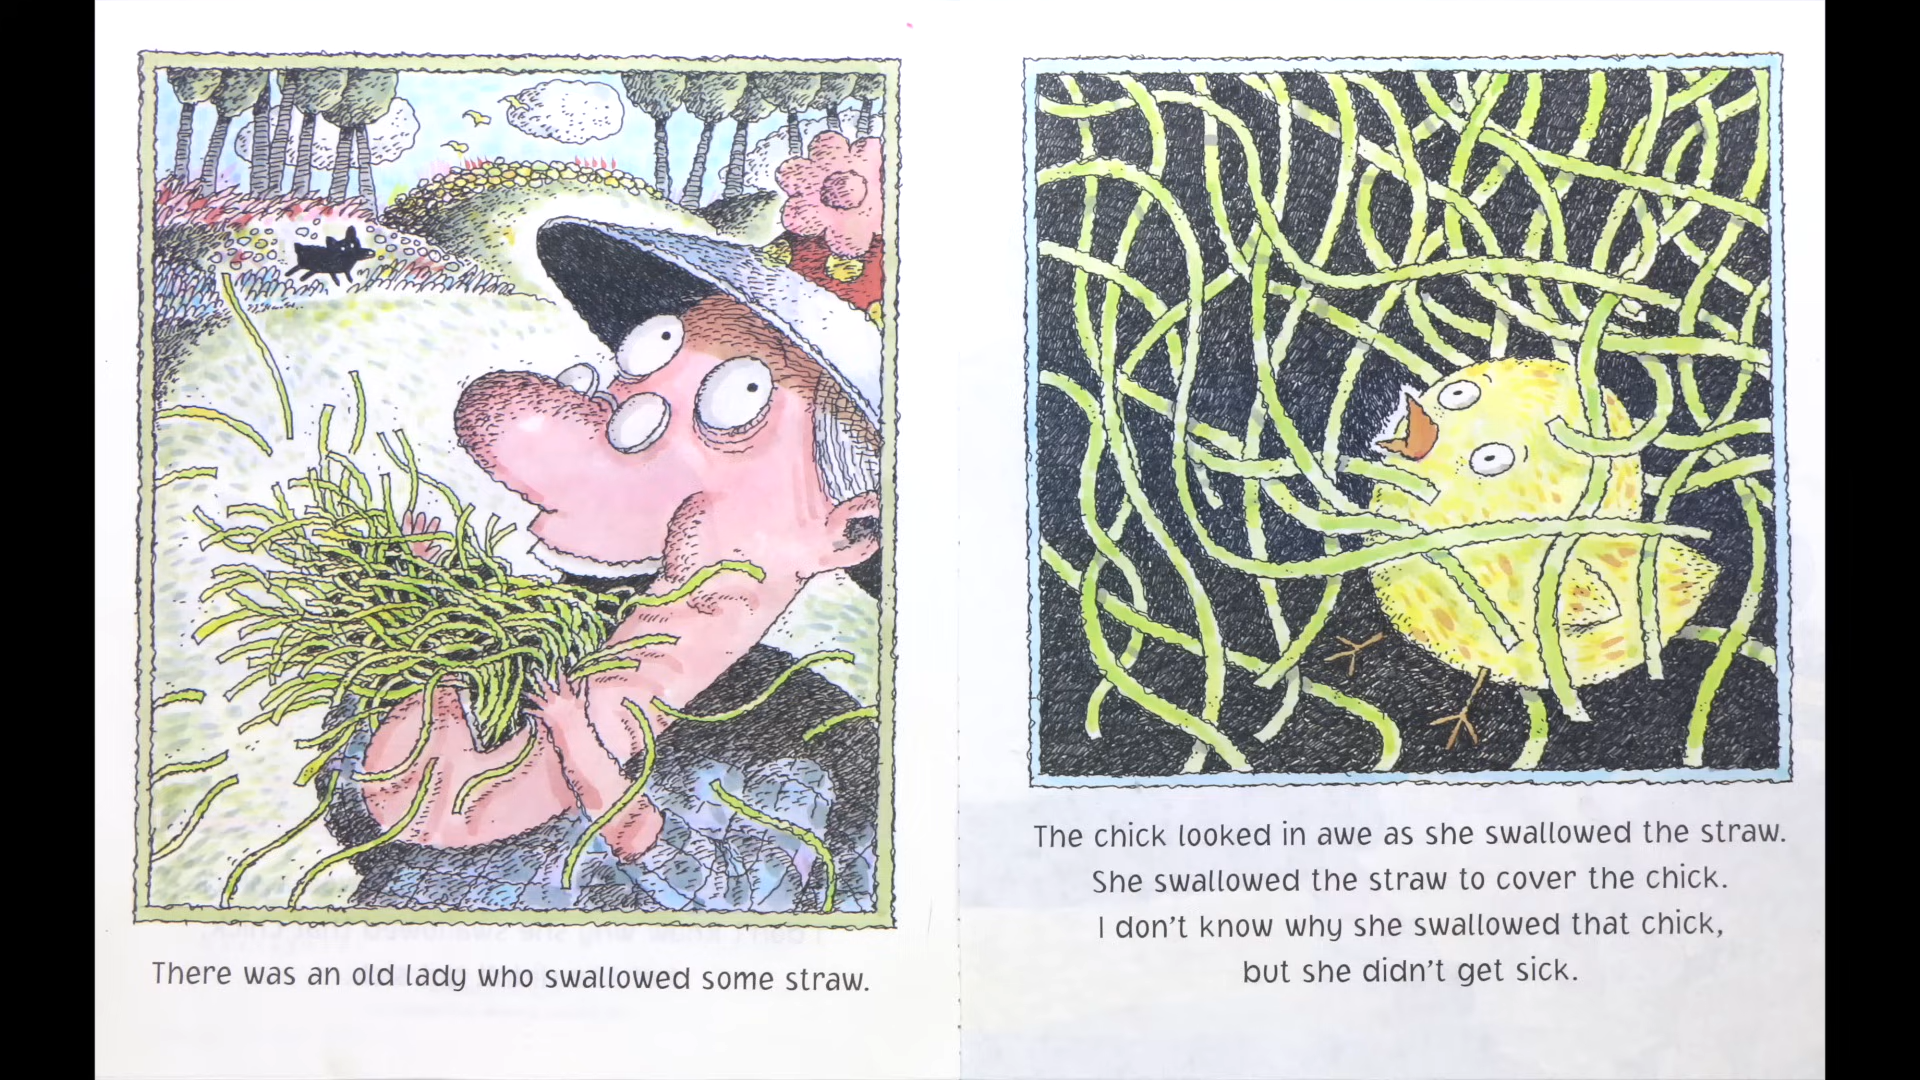 There was an old lady who swallowed some straw.
The chick looked in awe as she swallowed the straw.
She swallowed the straw to cover the chick.
I don't know why she swallowed that chick,
but she didn't get sick.